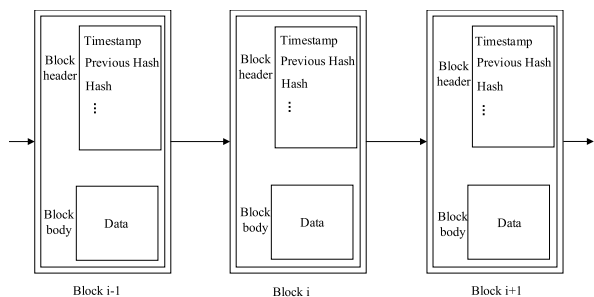 Block
header
Timestamp
Previous Hash
Hash
⋮
Block
body
Data
Block i-1
Block
header
Timestamp
Previous Hash
Hash
⋮
Block
body
Data
Block i
Block
header
Timestamp
Previous Hash
Hash
⋮
Block
body
Data
Block i+1